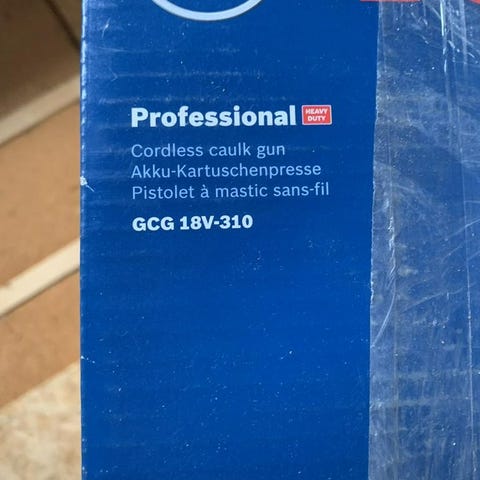 Professional HEAVY DUTY
Cordless caulk gun
Akku-Kartuschenpresse
Pistolet à mastic sans-fil
GCG 18V-310